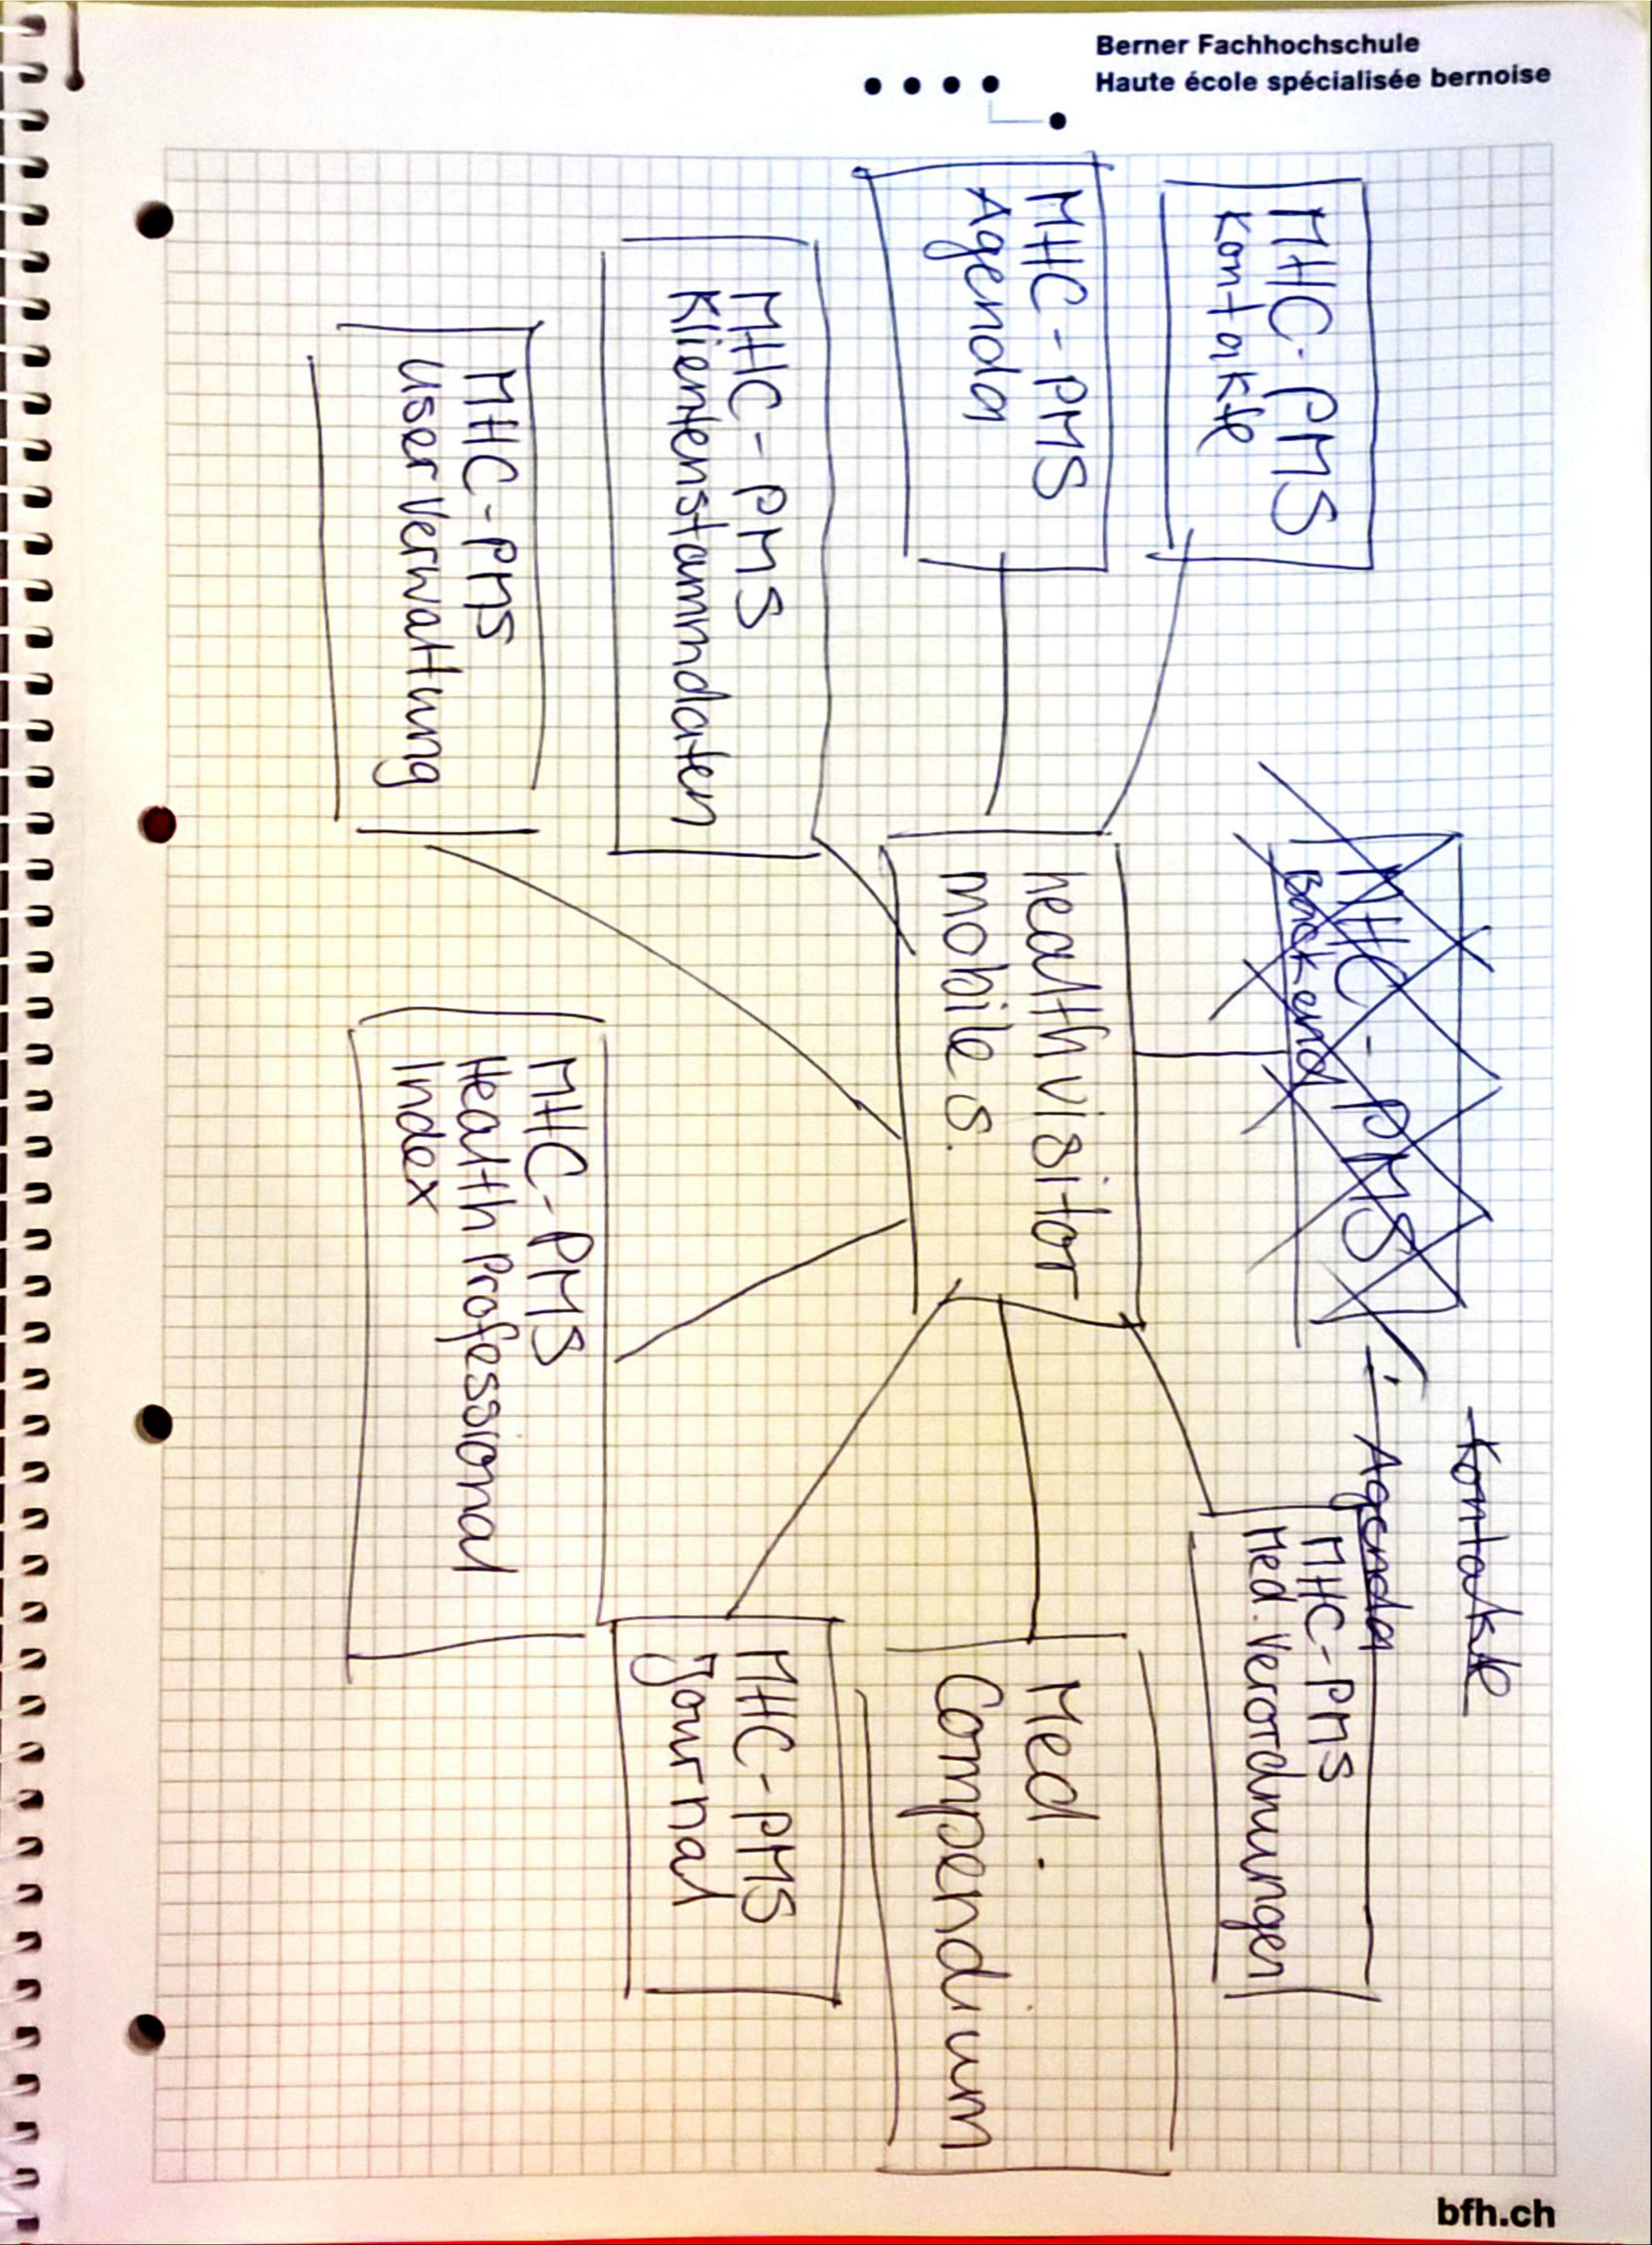 Berner Fachhochschule
Haute école spécialisée bernoise
Kontakte
- Agenda
MHC-PMS
Backend
MHC-PMS
Kontakte
MHC-PMS
Agenda
health visitor
mobile s.
MHC-PMS
Med. Verordnungen
Med.
Compendium
MHC-PMS
Klientenstammdaten
MHC-PMS
Journal
MHC-PMS
User Verwaltung
MHC-PMS
Health Professional
Index
bfh.ch